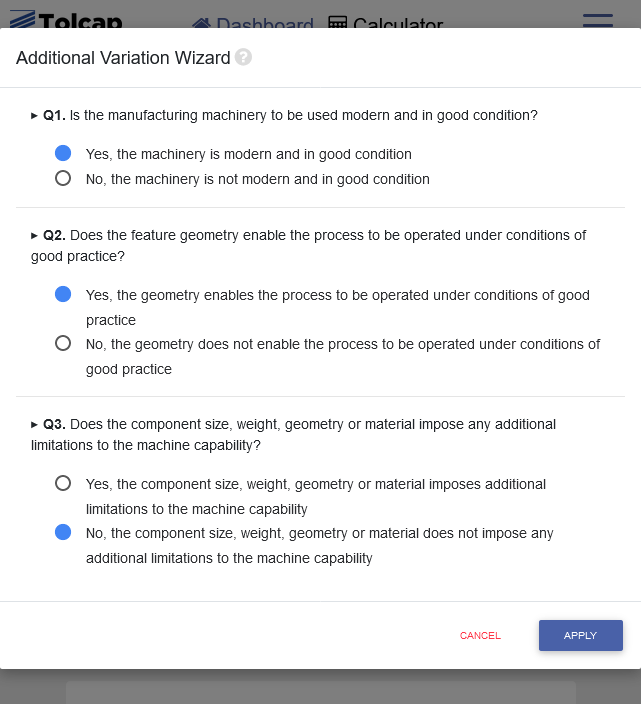 Tolcap Dashboard Calculator
Additional Variation Wizard ?
▸ Q1. Is the manufacturing machinery to be used modern and in good condition?
Yes, the machinery is modern and in good condition
No, the machinery is not modern and in good condition
▸ Q2. Does the feature geometry enable the process to be operated under conditions of
good practice?
Yes, the geometry enables the process to be operated under conditions of good
practice
No, the geometry does not enable the process to be operated under conditions of
good practice
▸ Q3. Does the component size, weight, geometry or material impose any additional
limitations to the machine capability?
Yes, the component size, weight, geometry or material imposes additional
limitations to the machine capability
No, the component size, weight, geometry or material does not impose any
additional limitations to the machine capability
CANCEL APPLY